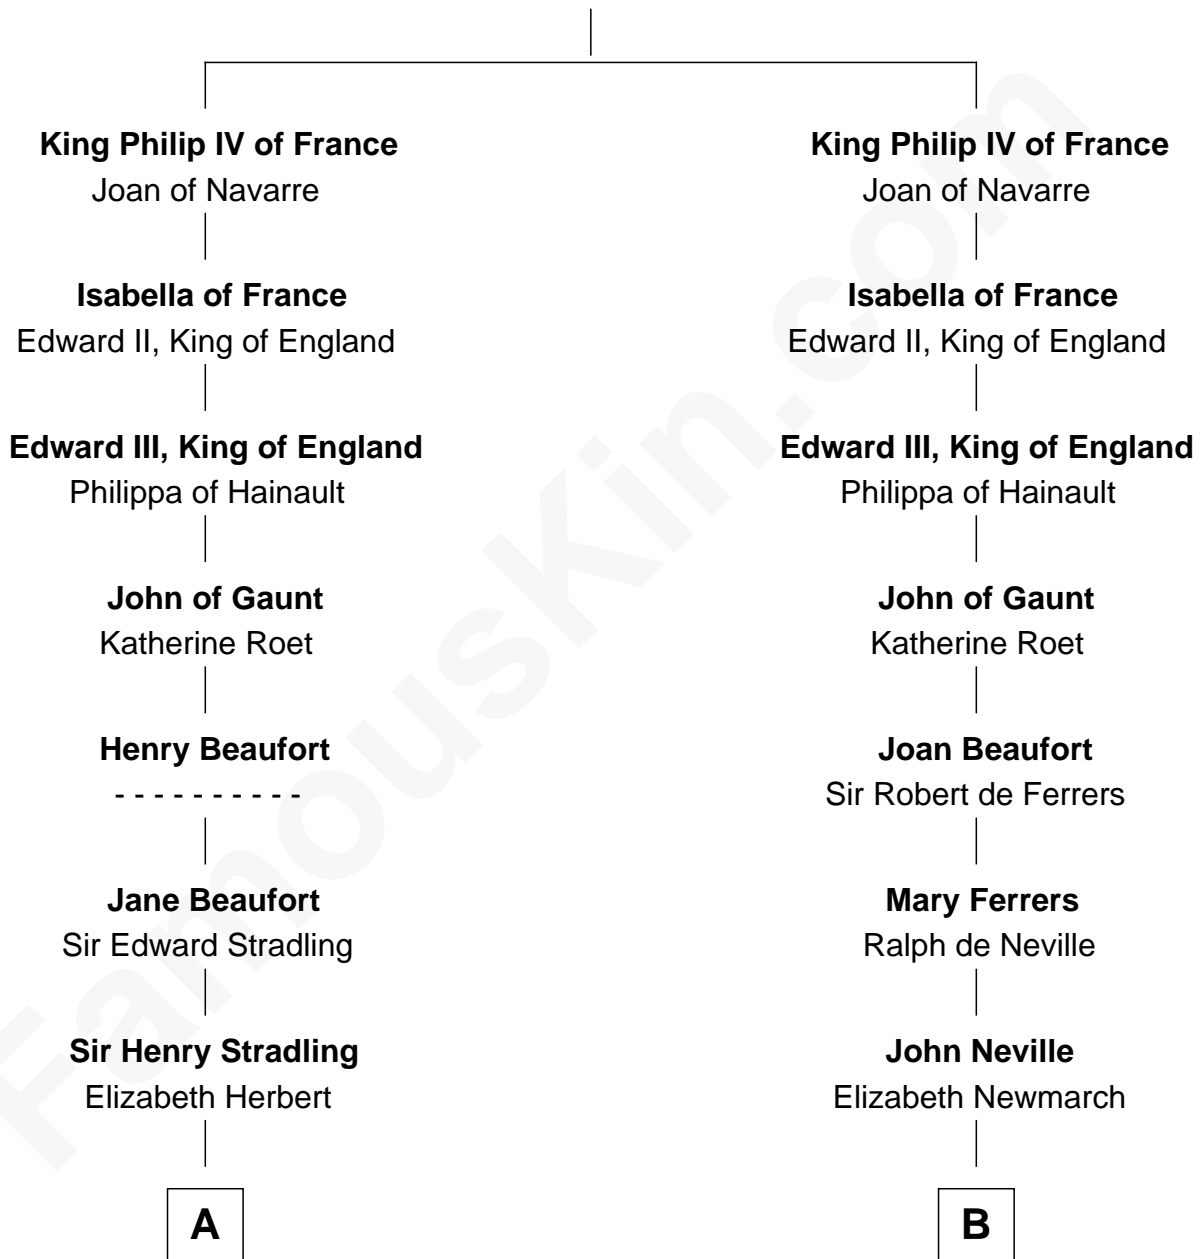 King Philip IV of France
Joan of Navarre
Isabella of France
Edward II, King of England
Edward III, King of England
Philippa of Hainault
John of Gaunt
Katherine Roet
Henry Beaufort
- - - - - - - - - -
Jane Beaufort
Sir Edward Stradling
Sir Henry Stradling
Elizabeth Herbert
A
King Philip IV of France
Joan of Navarre
Isabella of France
Edward II, King of England
Edward III, King of England
Philippa of Hainault
John of Gaunt
Katherine Roet
Joan Beaufort
Sir Robert de Ferrers
Mary Ferrers
Ralph de Neville
John Neville
Elizabeth Newmarch
B
FamousKin.com